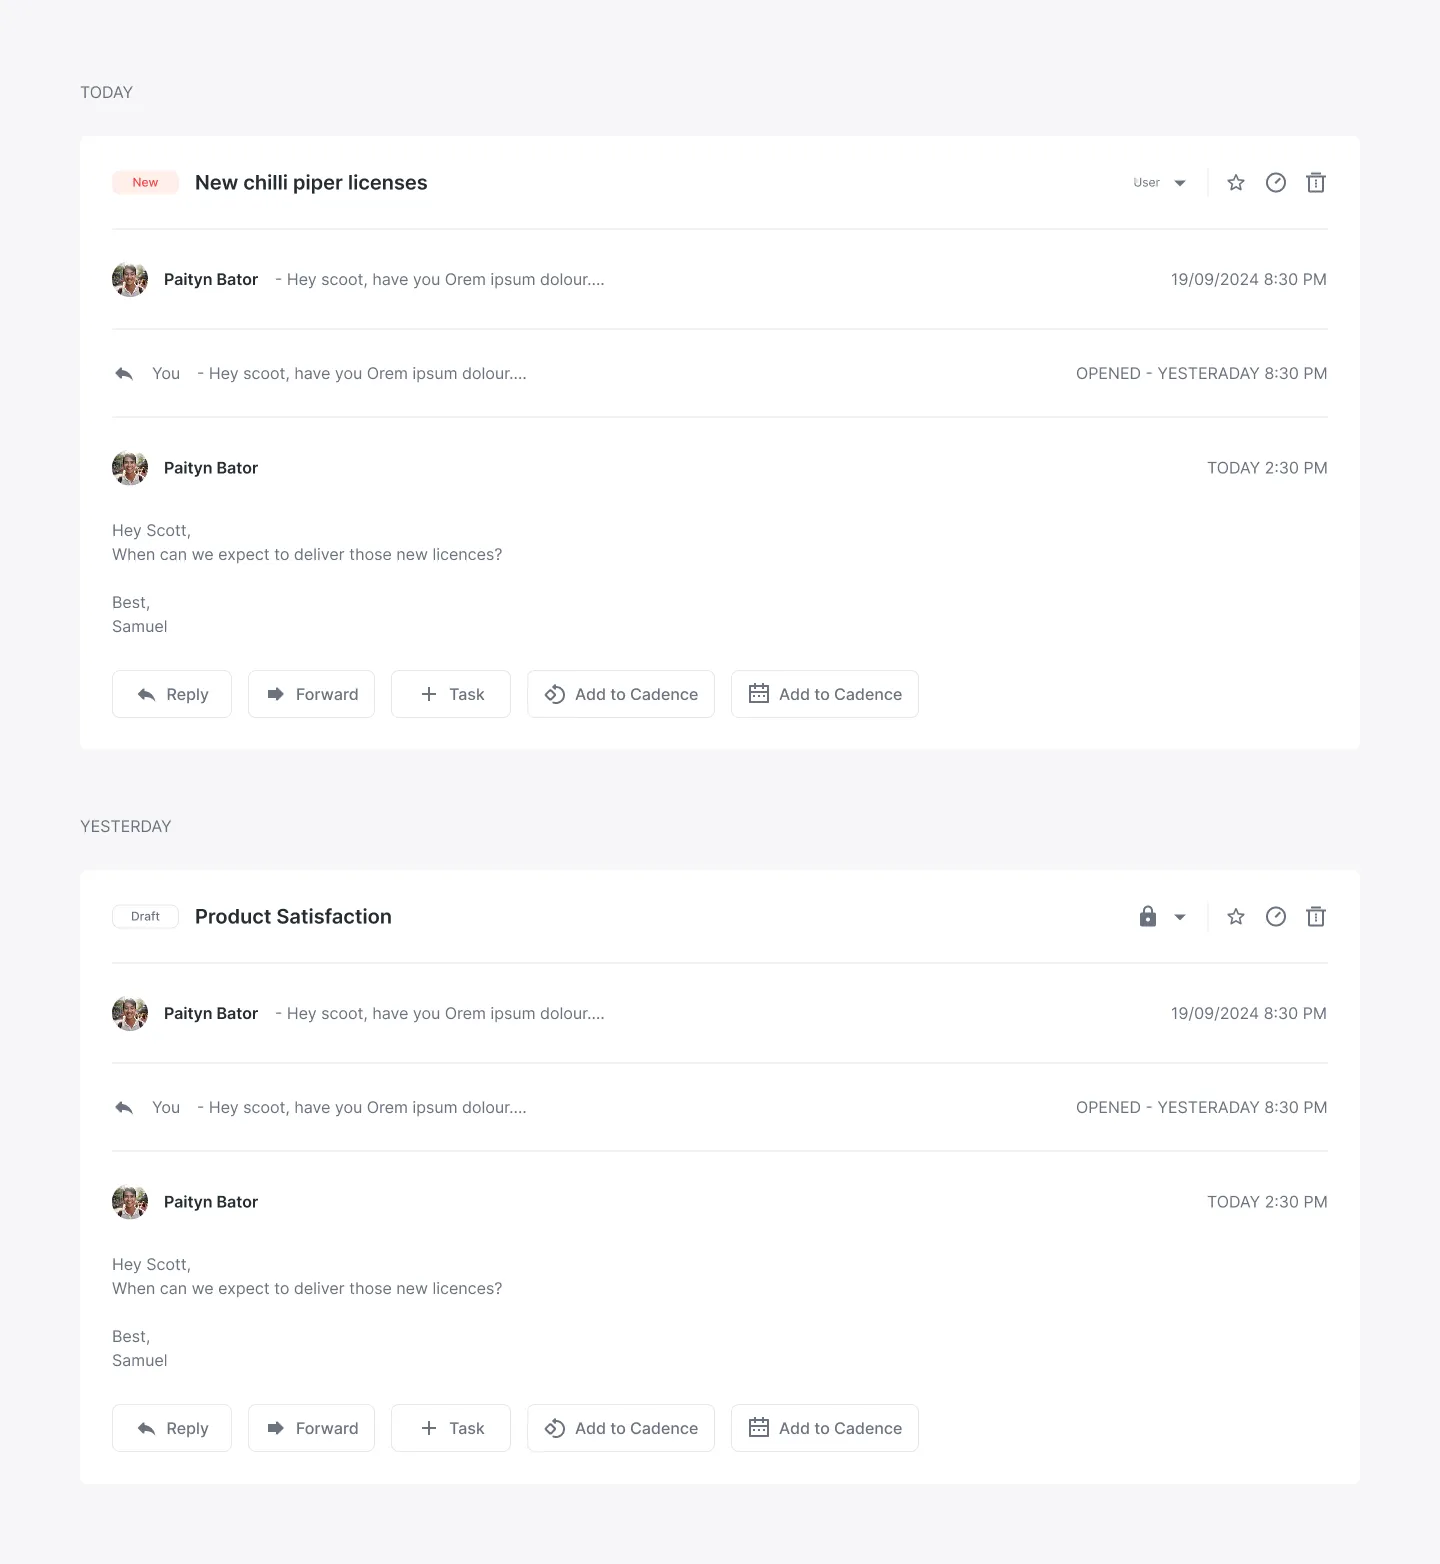 TODAY
New New chilli piper licenses User
Paityn Bator - Hey scoot, have you Orem ipsum dolour.... 19/09/2024 8:30 PM
You - Hey scoot, have you Orem ipsum dolour.... OPENED - YESTERADAY 8:30 PM
Paityn Bator TODAY 2:30 PM
Hey Scott,
When can we expect to deliver those new licences?
Best,
Samuel
Reply Forward Task Add to Cadence Add to Cadence
YESTERDAY
Draft Product Satisfaction
Paityn Bator - Hey scoot, have you Orem ipsum dolour.... 19/09/2024 8:30 PM
You - Hey scoot, have you Orem ipsum dolour.... OPENED - YESTERADAY 8:30 PM
Paityn Bator TODAY 2:30 PM
Hey Scott,
When can we expect to deliver those new licences?
Best,
Samuel
Reply Forward Task Add to Cadence Add to Cadence